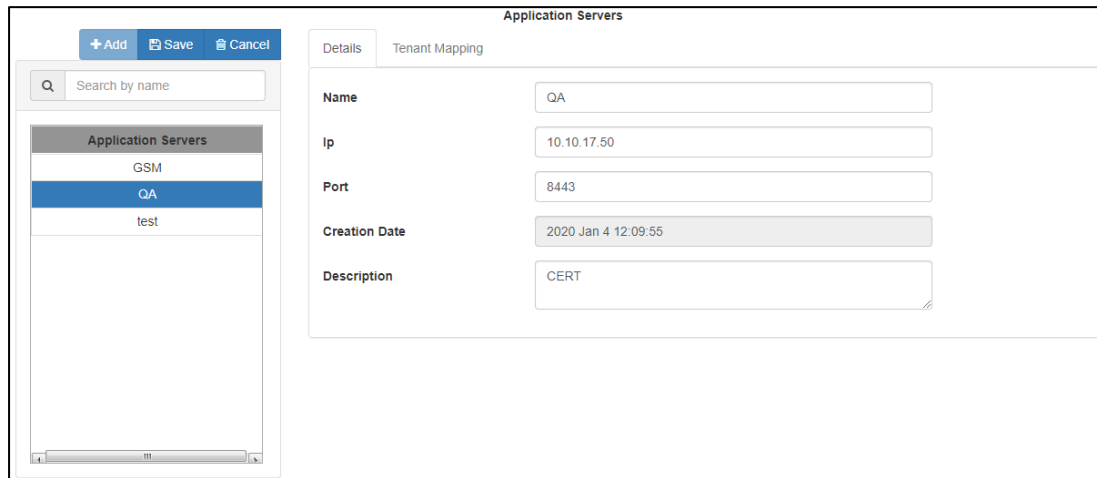 Application Servers
Add Save Cancel
Details Tenant Mapping
Search by name
Name QA
Application Servers
Ip 10.10.17.50
GSM
Port 8443
QA
test
Creation Date 2020 Jan 4 12:09:55
Description CERT